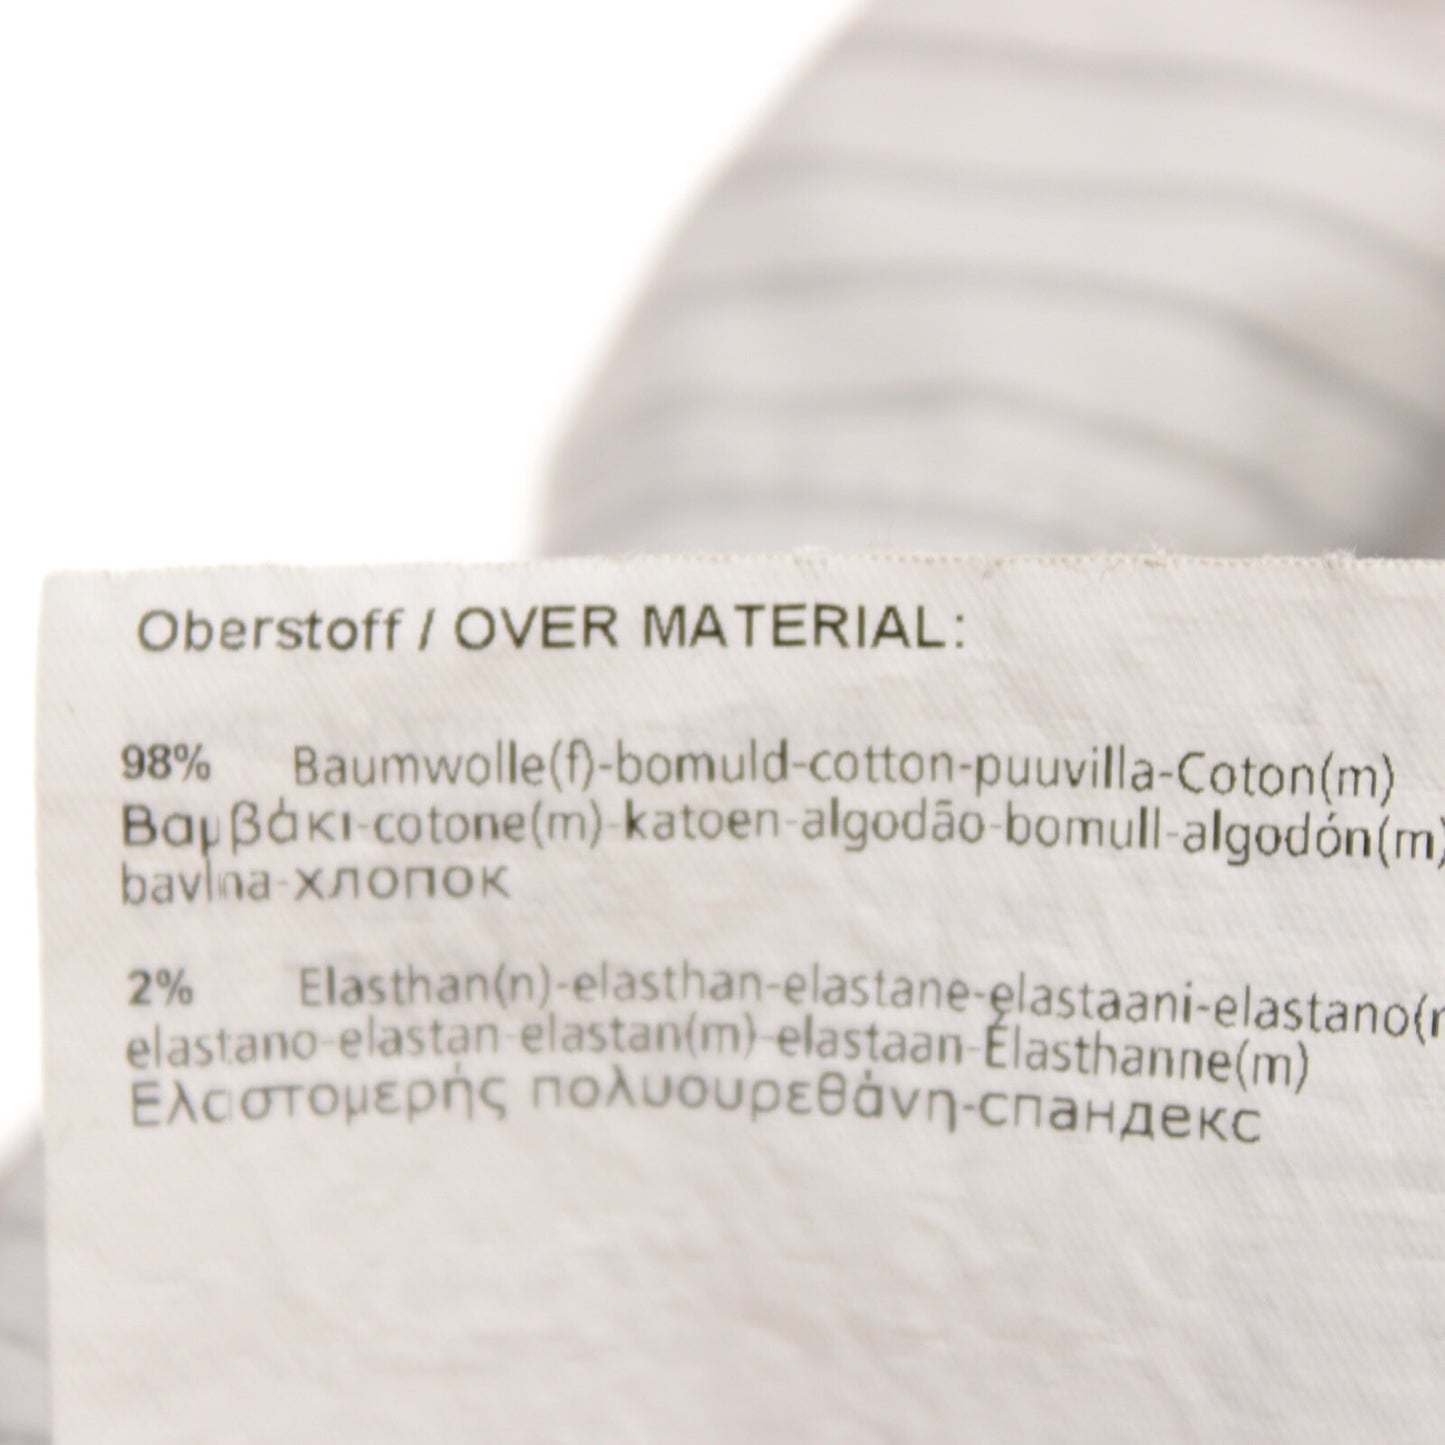 Oberstoff / OVER MATERIAL:
98% Baumwolle(f)-bomuld-cotton-puuvilla-Coton(m)
Βαμβάκι-cotone(m)-katoen-algodão-bomull-algodón(m)
bavlna-хлопок
2% Elasthan(n)-elasthan-elastane-elastaani-elastano(
elastano-elastan-elastan(m)-elastaan-Élasthanne(m)
Ελαστομερής πολυουρεθάνη-спандекс